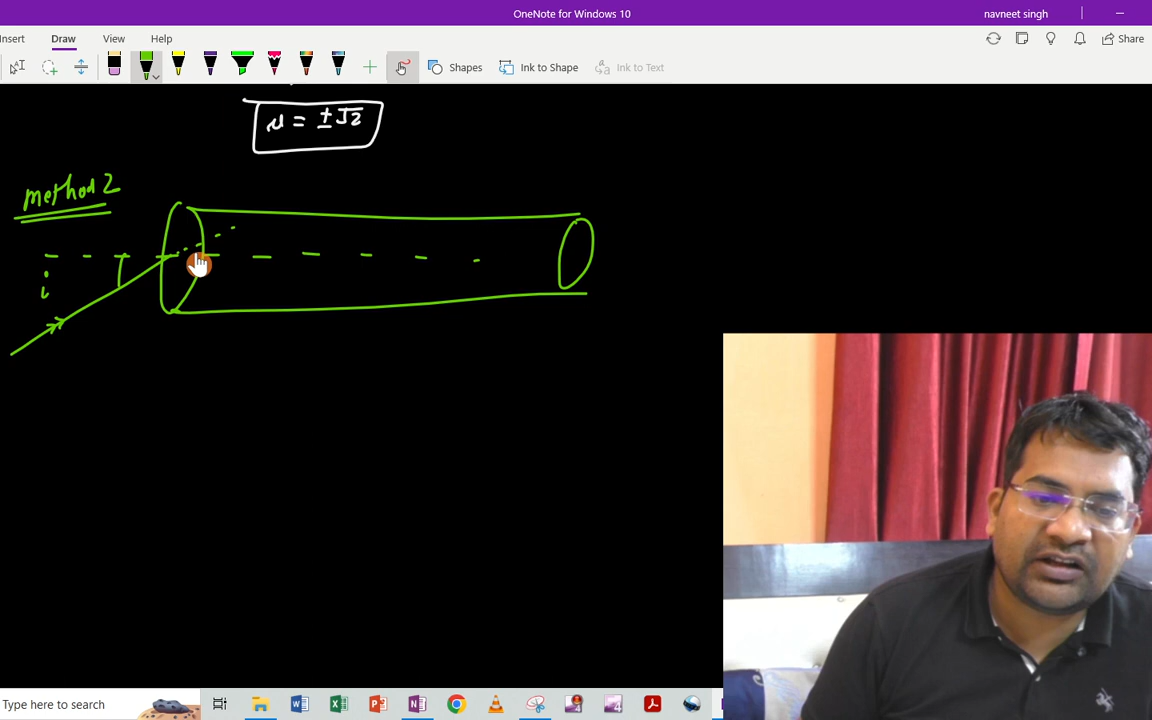 OneNote for Windows 10
navneet singh
Insert
Draw
View
Help
Share
Shapes
Ink to Shape
Ink to Text
μ = ±√2
method 2
i
Type here to search